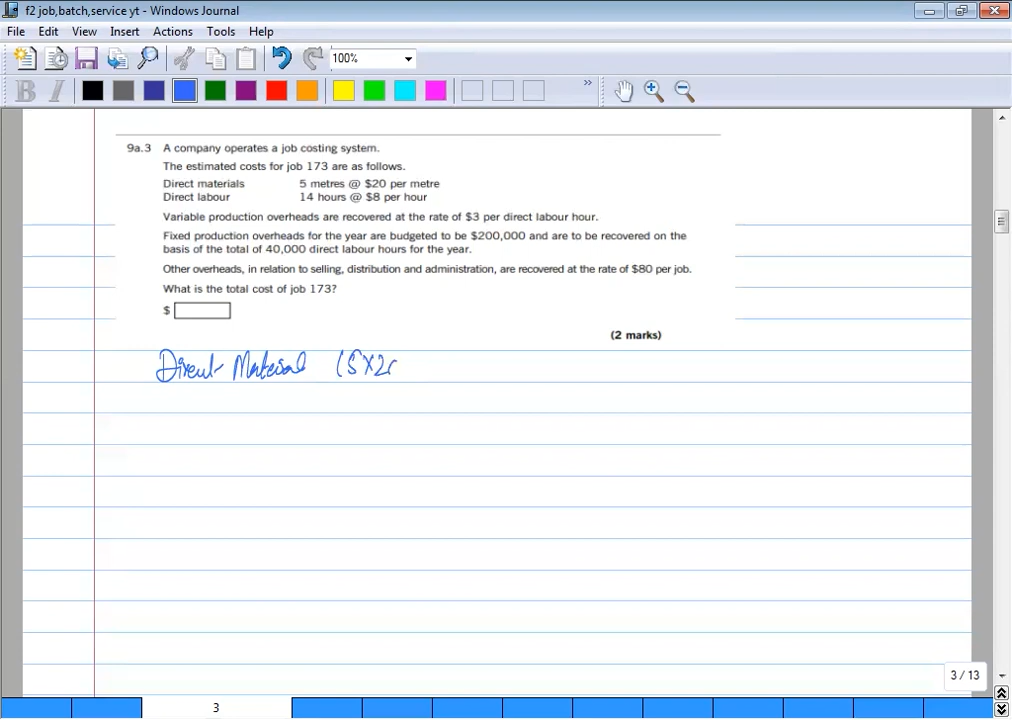 f2 job,batch,service yt - Windows Journal
File Edit View Insert Actions Tools Help
100%
B I
9a.3 A company operates a job costing system.
The estimated costs for job 173 are as follows.
Direct materials 5 metres @ $20 per metre
Direct labour 14 hours @ $8 per hour
Variable production overheads are recovered at the rate of $3 per direct labour hour.
Fixed production overheads for the year are budgeted to be $200,000 and are to be recovered on the
basis of the total of 40,000 direct labour hours for the year.
Other overheads, in relation to selling, distribution and administration, are recovered at the rate of $80 per job.
What is the total cost of job 173?
$
(2 marks)
Direct Material (5X2
3 / 13
3